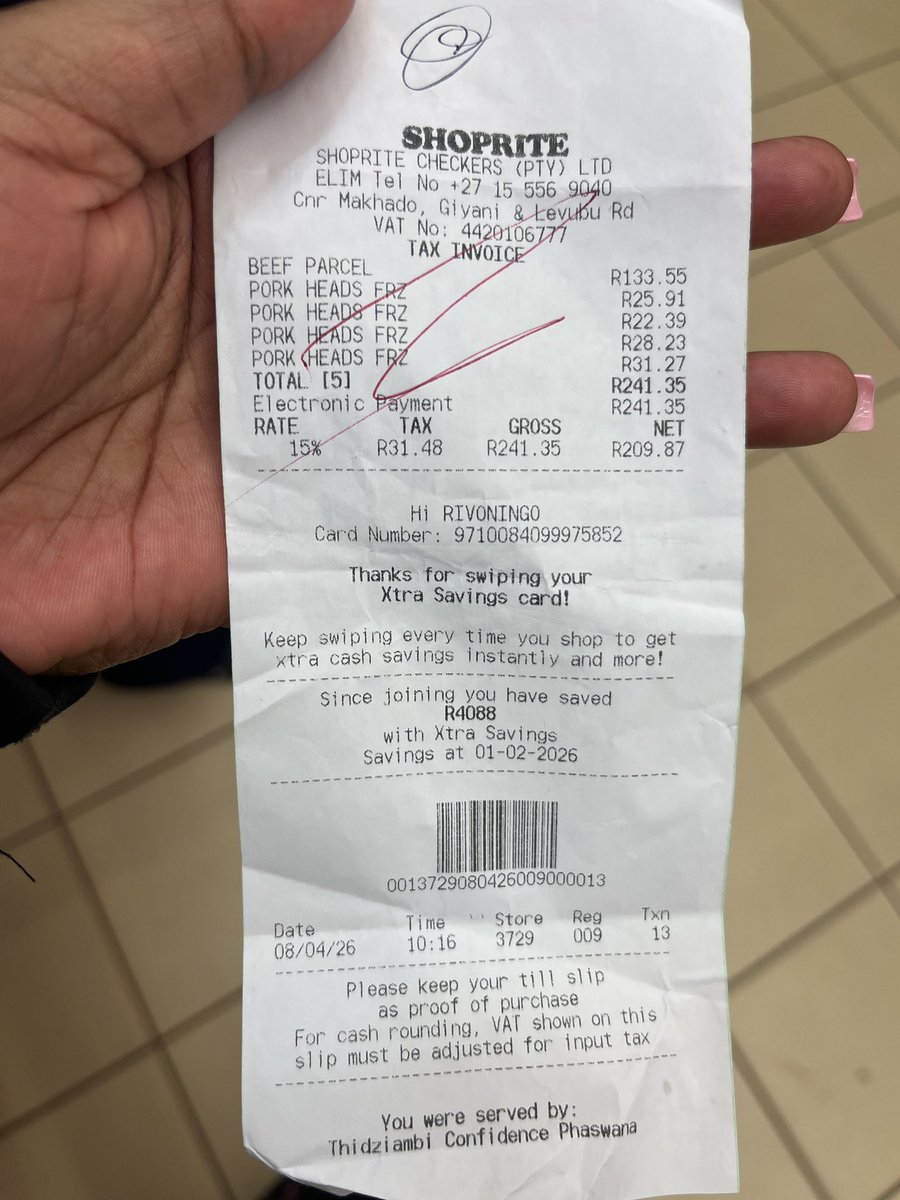 SHOPRITE
SHOPRITE CHECKERS (PTY) LTD
ELIM Tel No +27 15 556 9040
Cnr Makhado, Giyani & Levubu Rd
VAT No: 4420106777
TAX INVOICE
BEEF PARCEL R133.55
PORK HEADS FRZ R25.91
PORK HEADS FRZ R22.39
PORK HEADS FRZ R28.23
PORK HEADS FRZ R31.27
TOTAL [5] R241.35
Electronic Payment R241.35
RATE TAX GROSS NET
15% R31.48 R241.35 R209.87
Hi RIVONINGO
Card Number: 9710084099975852
Thanks for swiping your
Xtra Savings card!
Keep swiping every time you shop to get
xtra cash savings instantly and more!
Since joining you have saved
R4088
with Xtra Savings
Savings at 01-02-2026
0013729080426009000013
Date Time Store Reg Txn
08/04/26 10:16 3729 009 13
Please keep your till slip
as proof of purchase
For cash rounding, VAT shown on this
slip must be adjusted for input tax
You were served by:
Thidziambi Confidence Phaswana